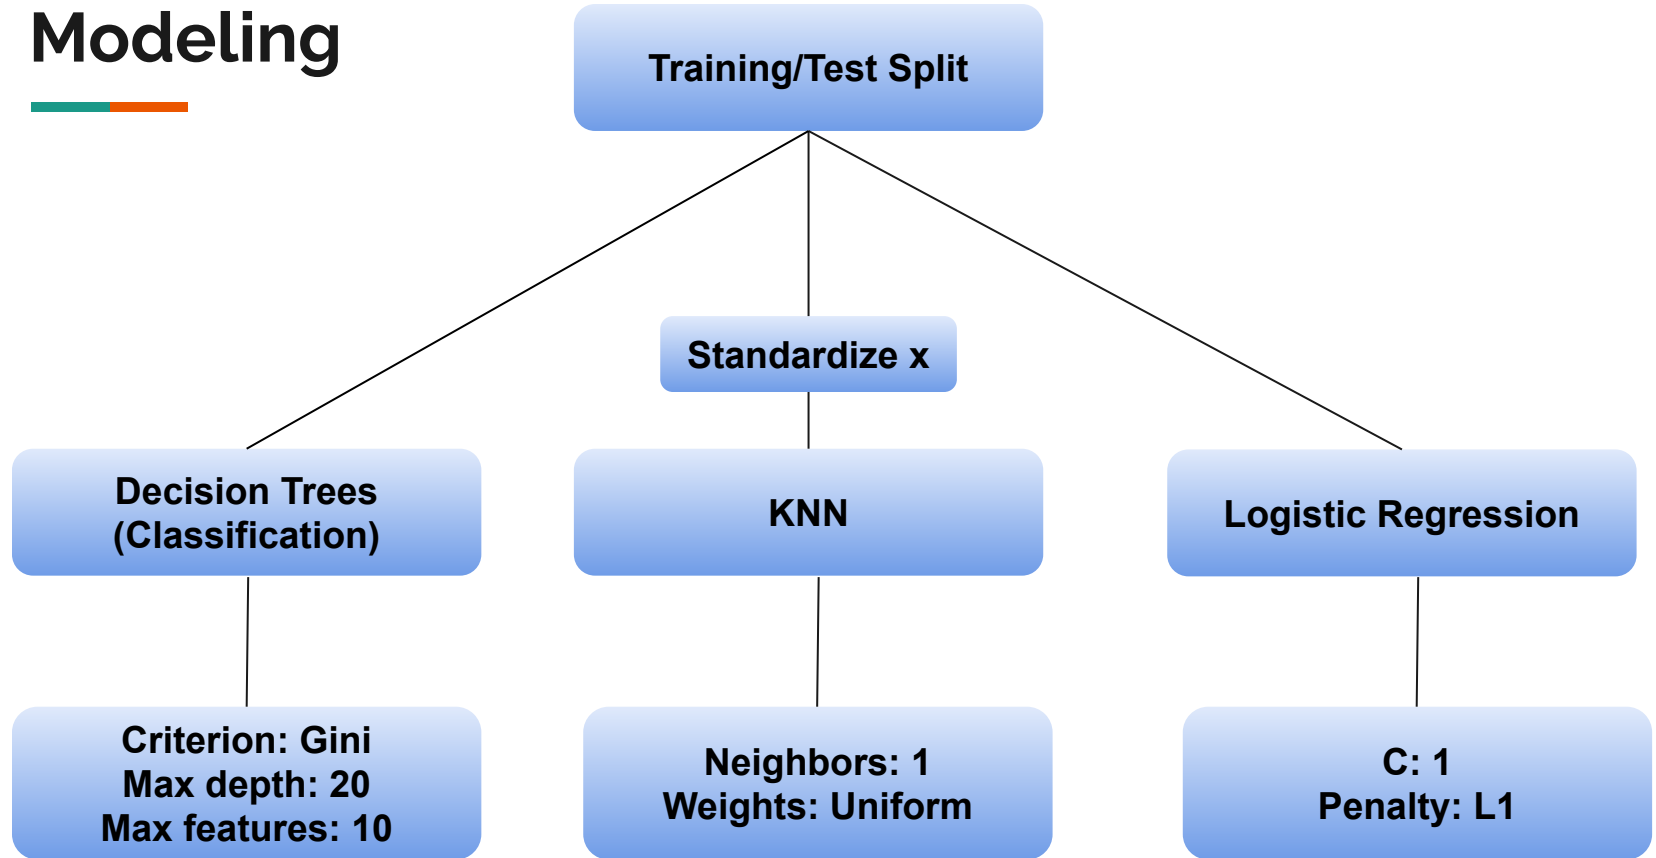 Modeling
Training/Test Split
Standardize x
Decision Trees
(Classification)
KNN
Logistic Regression
Criterion: Gini
Max depth: 20
Max features: 10
Neighbors: 1
Weights: Uniform
C: 1
Penalty: L1